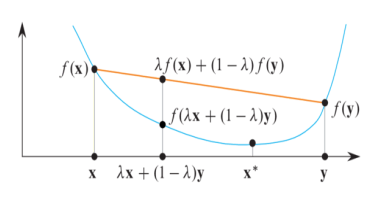 λf(x) + (1 − λ)f(y)
f(x)
f(y)
f(λx + (1 − λ)y)
x λx + (1 − λ)y x* y